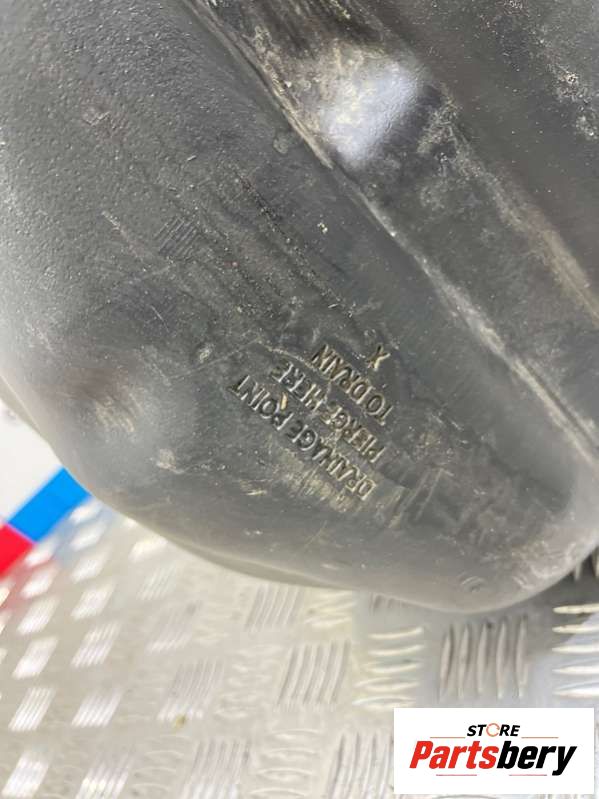 DRAINAGE POINT
PIERCE HERE
TO DRAIN
X
STORE
Partsbery